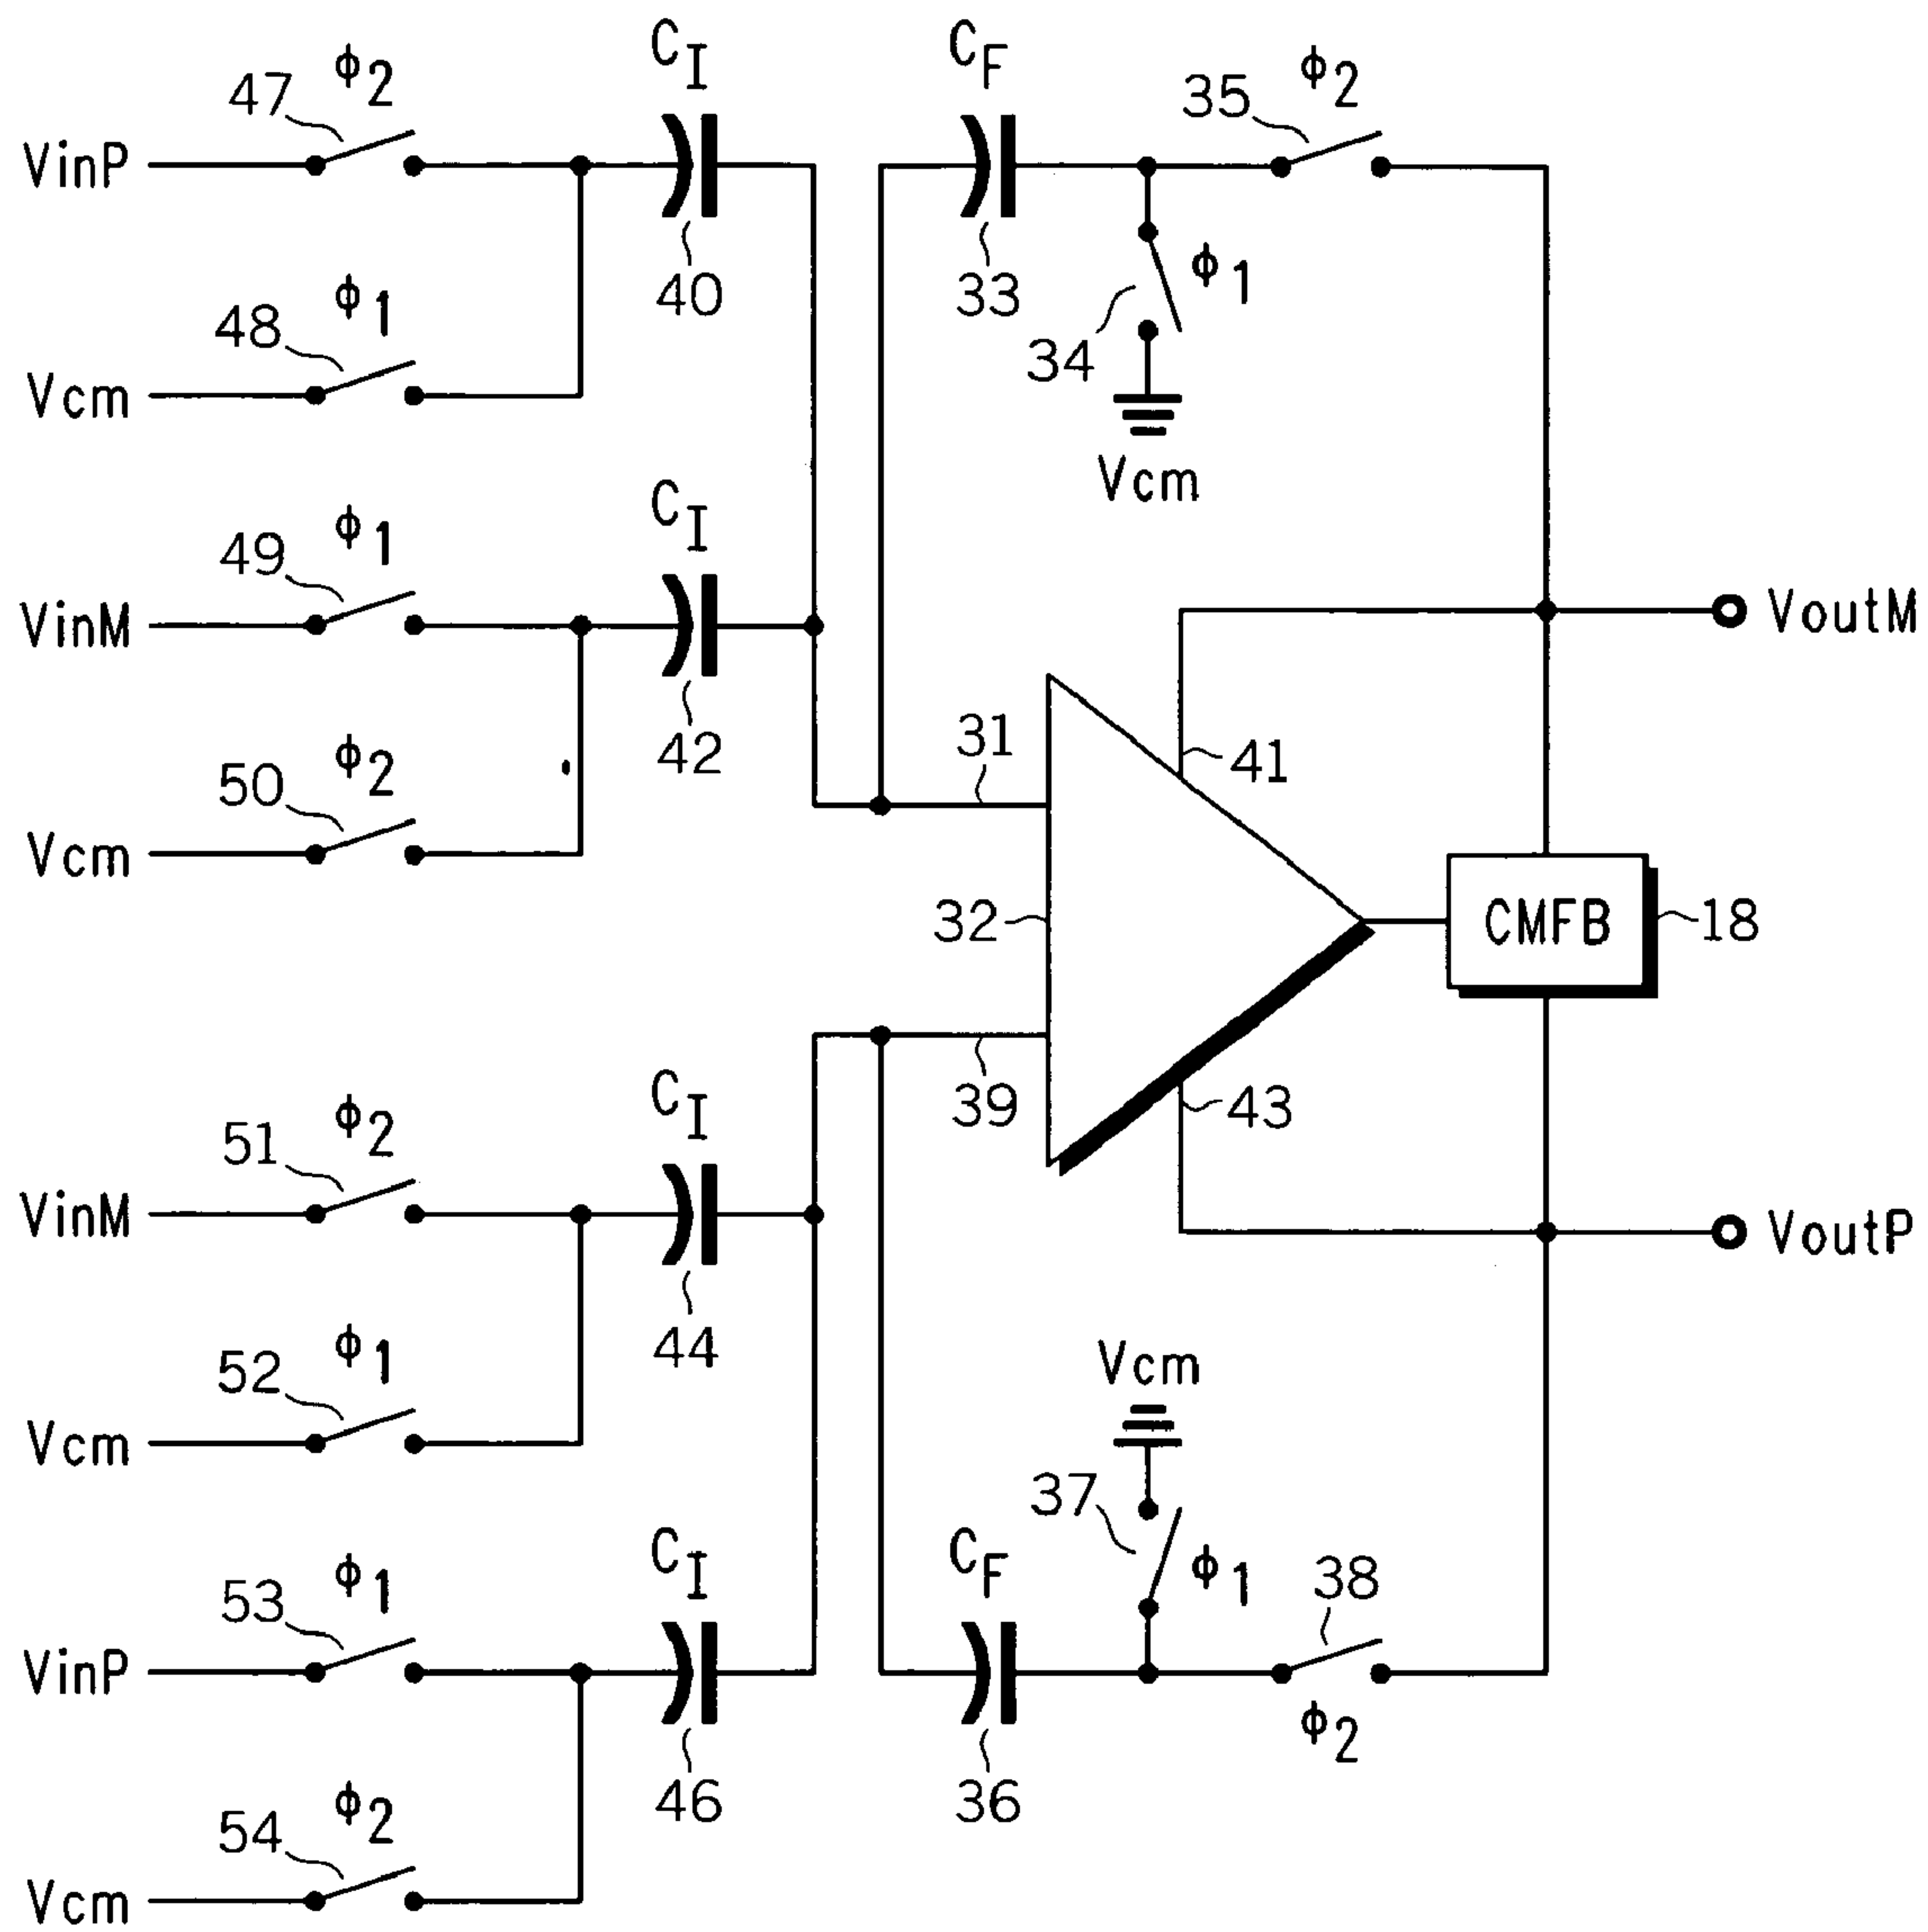 C_I
C_F
47
ϕ2
35
ϕ2
VinP
40
33
ϕ1
34
48
ϕ1
Vcm
Vcm
49
ϕ1
C_I
VinM
42
31
41
VoutM
50
ϕ2
Vcm
32
CMFB
18
39
43
51
ϕ2
C_I
VinM
44
VoutP
52
ϕ1
Vcm
Vcm
37
ϕ1
53
ϕ1
C_I
C_F
38
VinP
46
36
ϕ2
54
ϕ2
Vcm